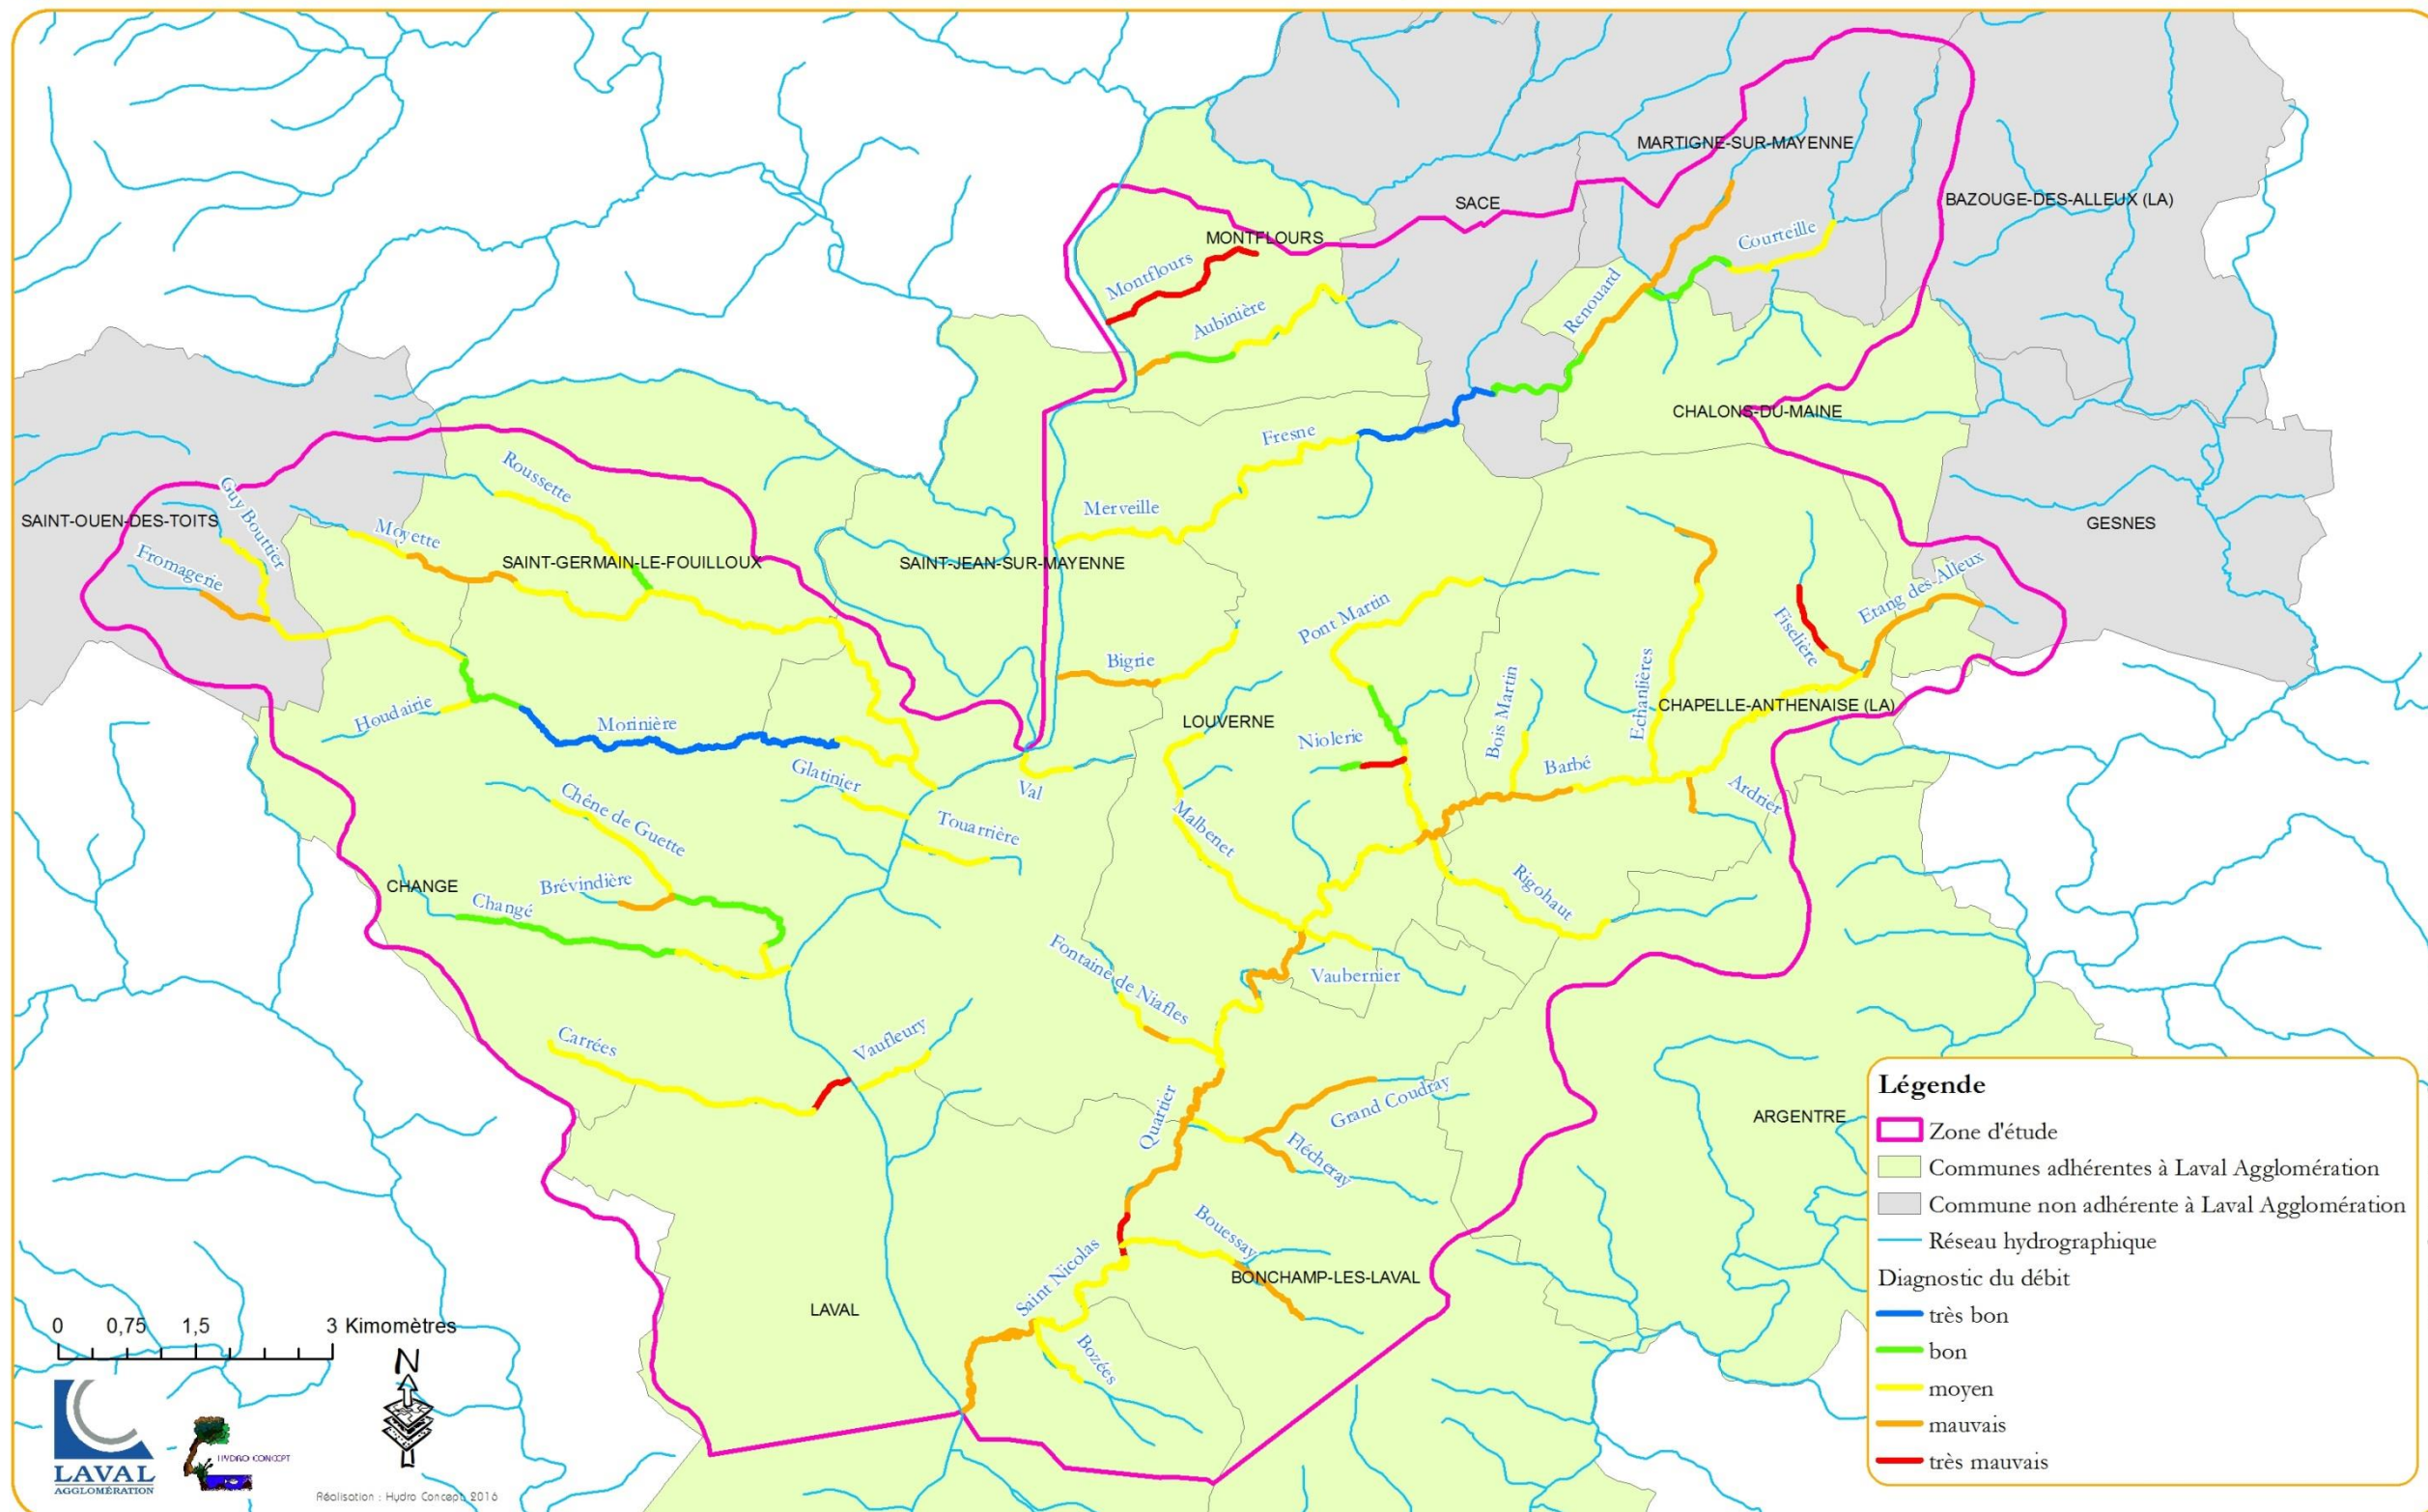 MARTIGNE-SUR-MAYENNE
SACE
BAZOUGE-DES-ALLEUX (LA)
MONTFLOURS
Courteille
Montflours
Renouard
Aubinière
CHALONS-DU-MAINE
Fresne
Roussette
Guy Bouttier
SAINT-OUEN-DES-TOITS
Moyette
Merveille
GESNES
Fromagerie
SAINT-GERMAIN-LE-FOUILLOUX
SAINT-JEAN-SUR-MAYENNE
Pont Martin
Etang des Alleux
Fiselière
Bigrie
Echanlières
CHAPELLE-ANTHENAISE (LA)
Houdairie
Morinière
LOUVERNE
Niolerie
Bois Martin
Barbé
Glatinier
Val
Ardrier
Chêne de Guette
Touarrière
Malbenet
CHANGE
Brévindière
Changé
Rigohaut
Fontaine de Niafles
Vaubernier
Carrées
Vaufleury
Quartier
Grand Coudray
ARGENTRE
Flécheray
Bouessay
Saint Nicolas
BONCHAMP-LES-LAVAL
LAVAL
Bozées
0 0,75 1,5 3 Kimomètres
N
LAVAL
AGGLOMÉRATION
HYDRO CONCEPT
Réalisation : Hydro Concept 2016
Légende
Zone d'étude
Communes adhérentes à Laval Agglomération
Commune non adhérente à Laval Agglomération
Réseau hydrographique
Diagnostic du débit
très bon
bon
moyen
mauvais
très mauvais